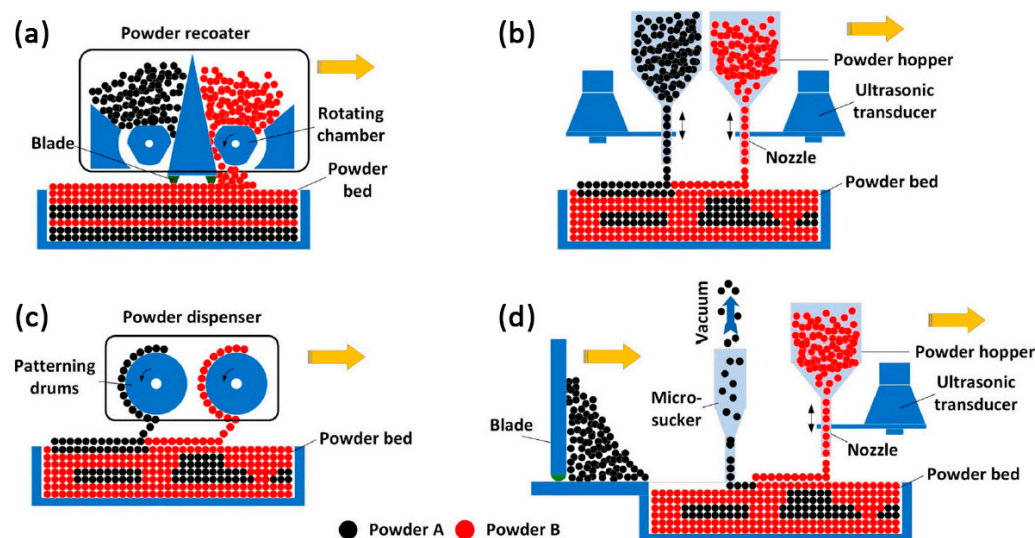 (a)
Powder recoater
Rotating
chamber
Blade
Powder
bed
(b)
Powder hopper
Ultrasonic
transducer
Nozzle
Powder bed
(c)
Powder dispenser
Patterning
drums
Powder bed
(d)
Vacuum
Powder hopper
Micro-
sucker
Ultrasonic
transducer
Blade
Nozzle
Powder bed
Powder A
Powder B